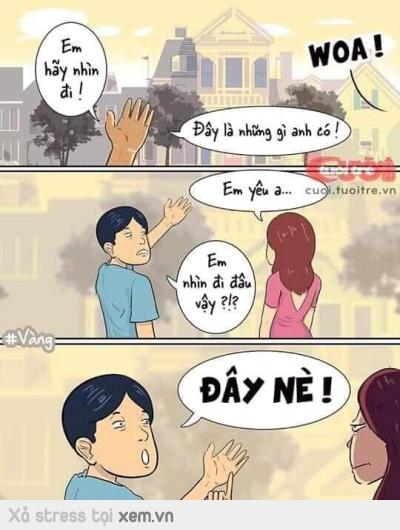 Em
hãy nhìn
đi!
WOA!
Đây là những gì anh có!
CƯỜI
cuoi.tuoitre.vn
Em yêu a...
Em
nhìn đi đâu
vậy?!?
#Vàng
ĐÂY NÈ!
Xả stress tại xem.vn